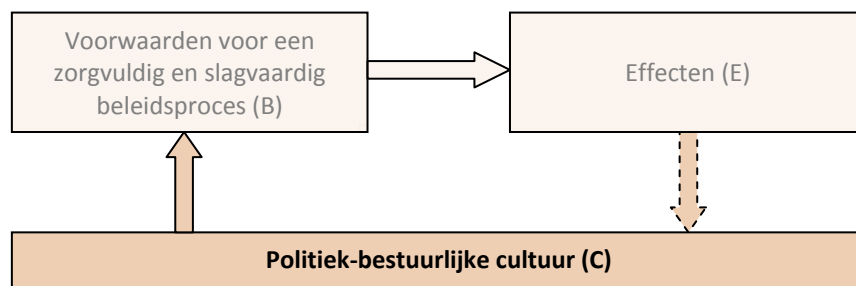 Voorwaarden voor een
zorgvuldig en slagvaardig
beleidsproces (B)
Effecten (E)
Politiek-bestuurlijke cultuur (C)